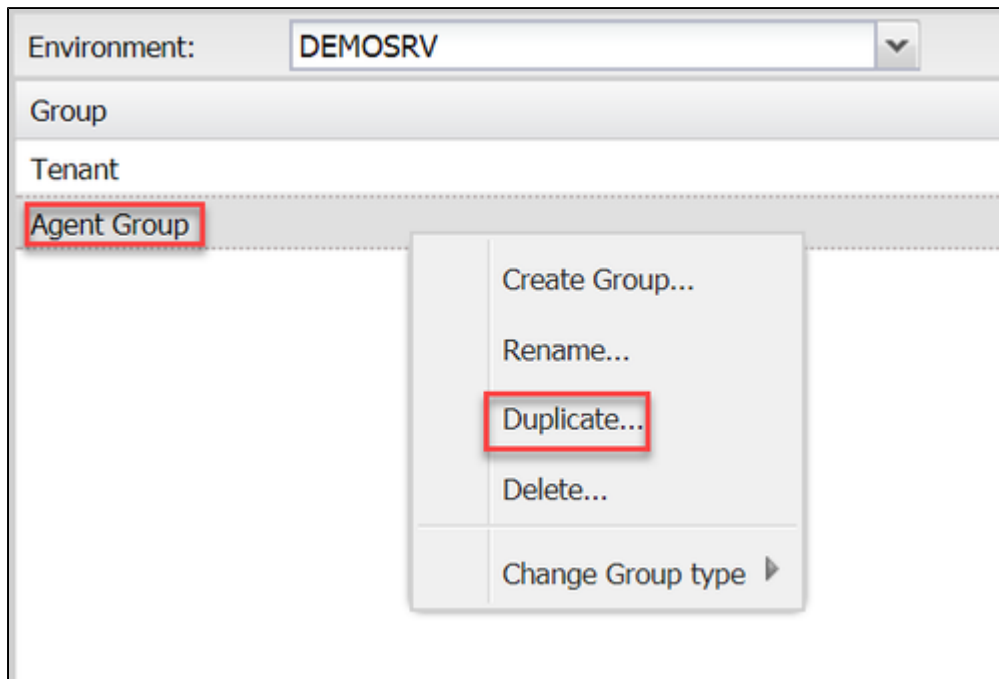 Environment: DEMOSRV
Group
Tenant
Agent Group
Create Group...
Rename...
Duplicate...
Delete...
Change Group type